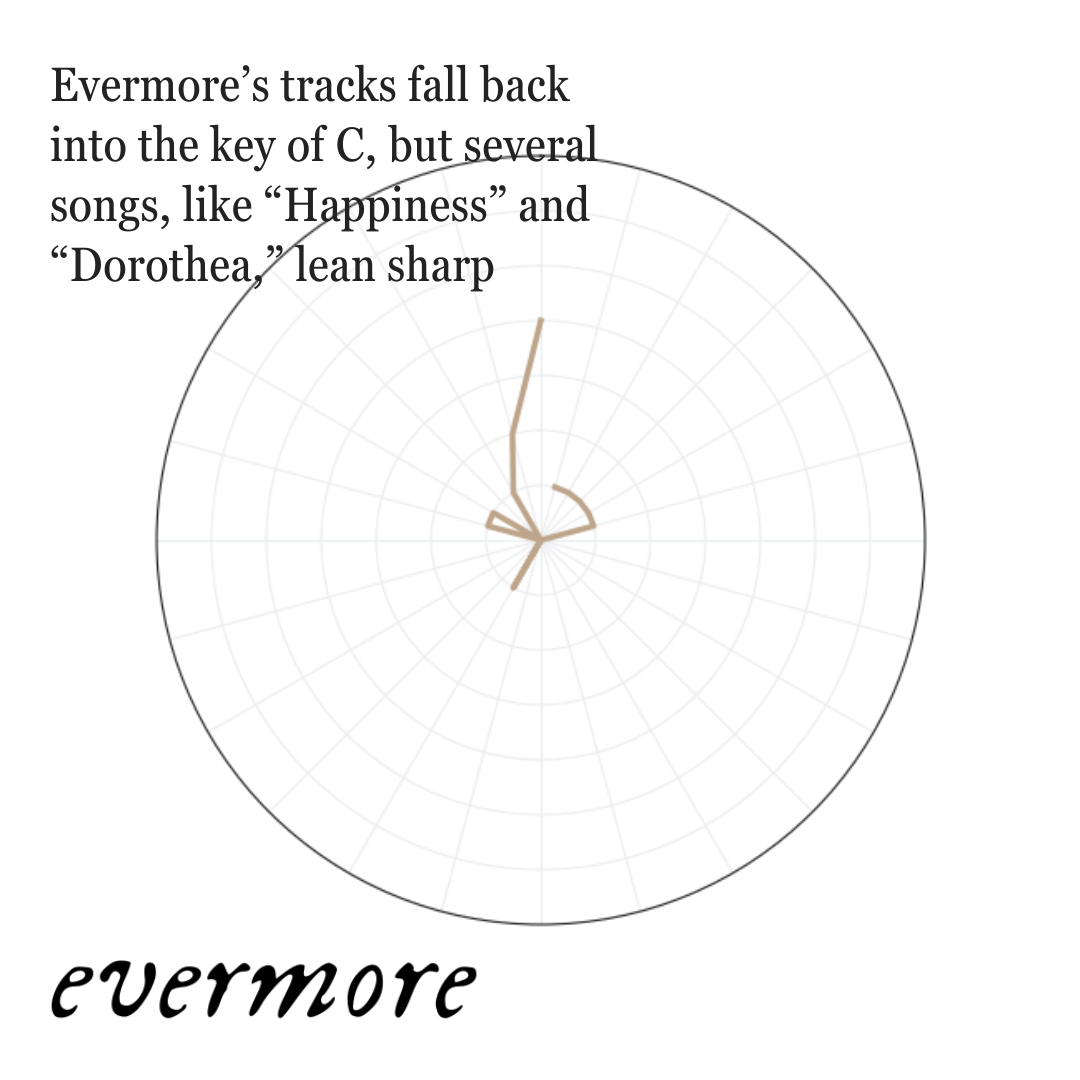 Evermore’s tracks fall back
into the key of C, but several
songs, like “Happiness” and
“Dorothea,” lean sharp
evermore